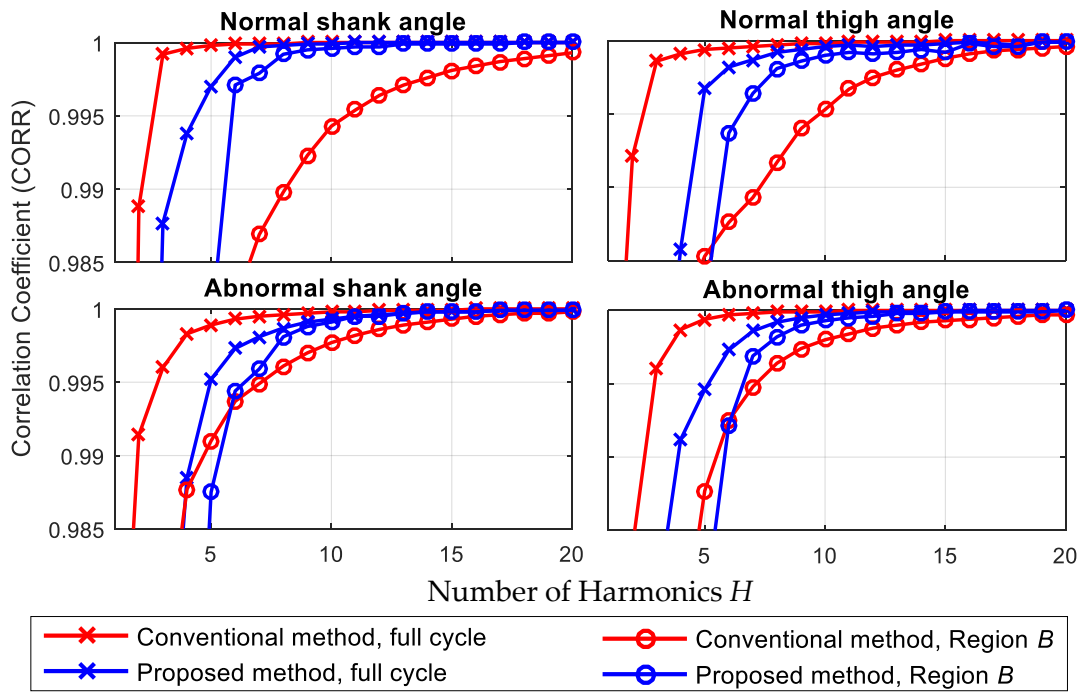 Normal shank angle
Normal thigh angle
1
0.995
0.99
0.985
Abnormal shank angle
Abnormal thigh angle
1
0.995
0.99
0.985
Correlation Coefficient (CORR)
5 10 15 20
5 10 15 20
Number of Harmonics H
Conventional method, full cycle
Conventional method, Region B
Proposed method, full cycle
Proposed method, Region B